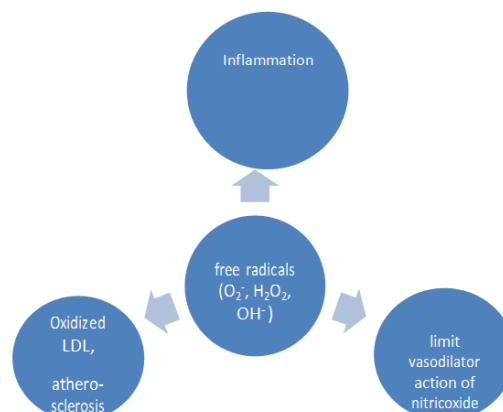 Inflammation
free radicals
(O₂⁻, H₂O₂,
OH⁻)
Oxidized
LDL,
athero-
sclerosis
limit
vasodilator
action of
nitricoxide